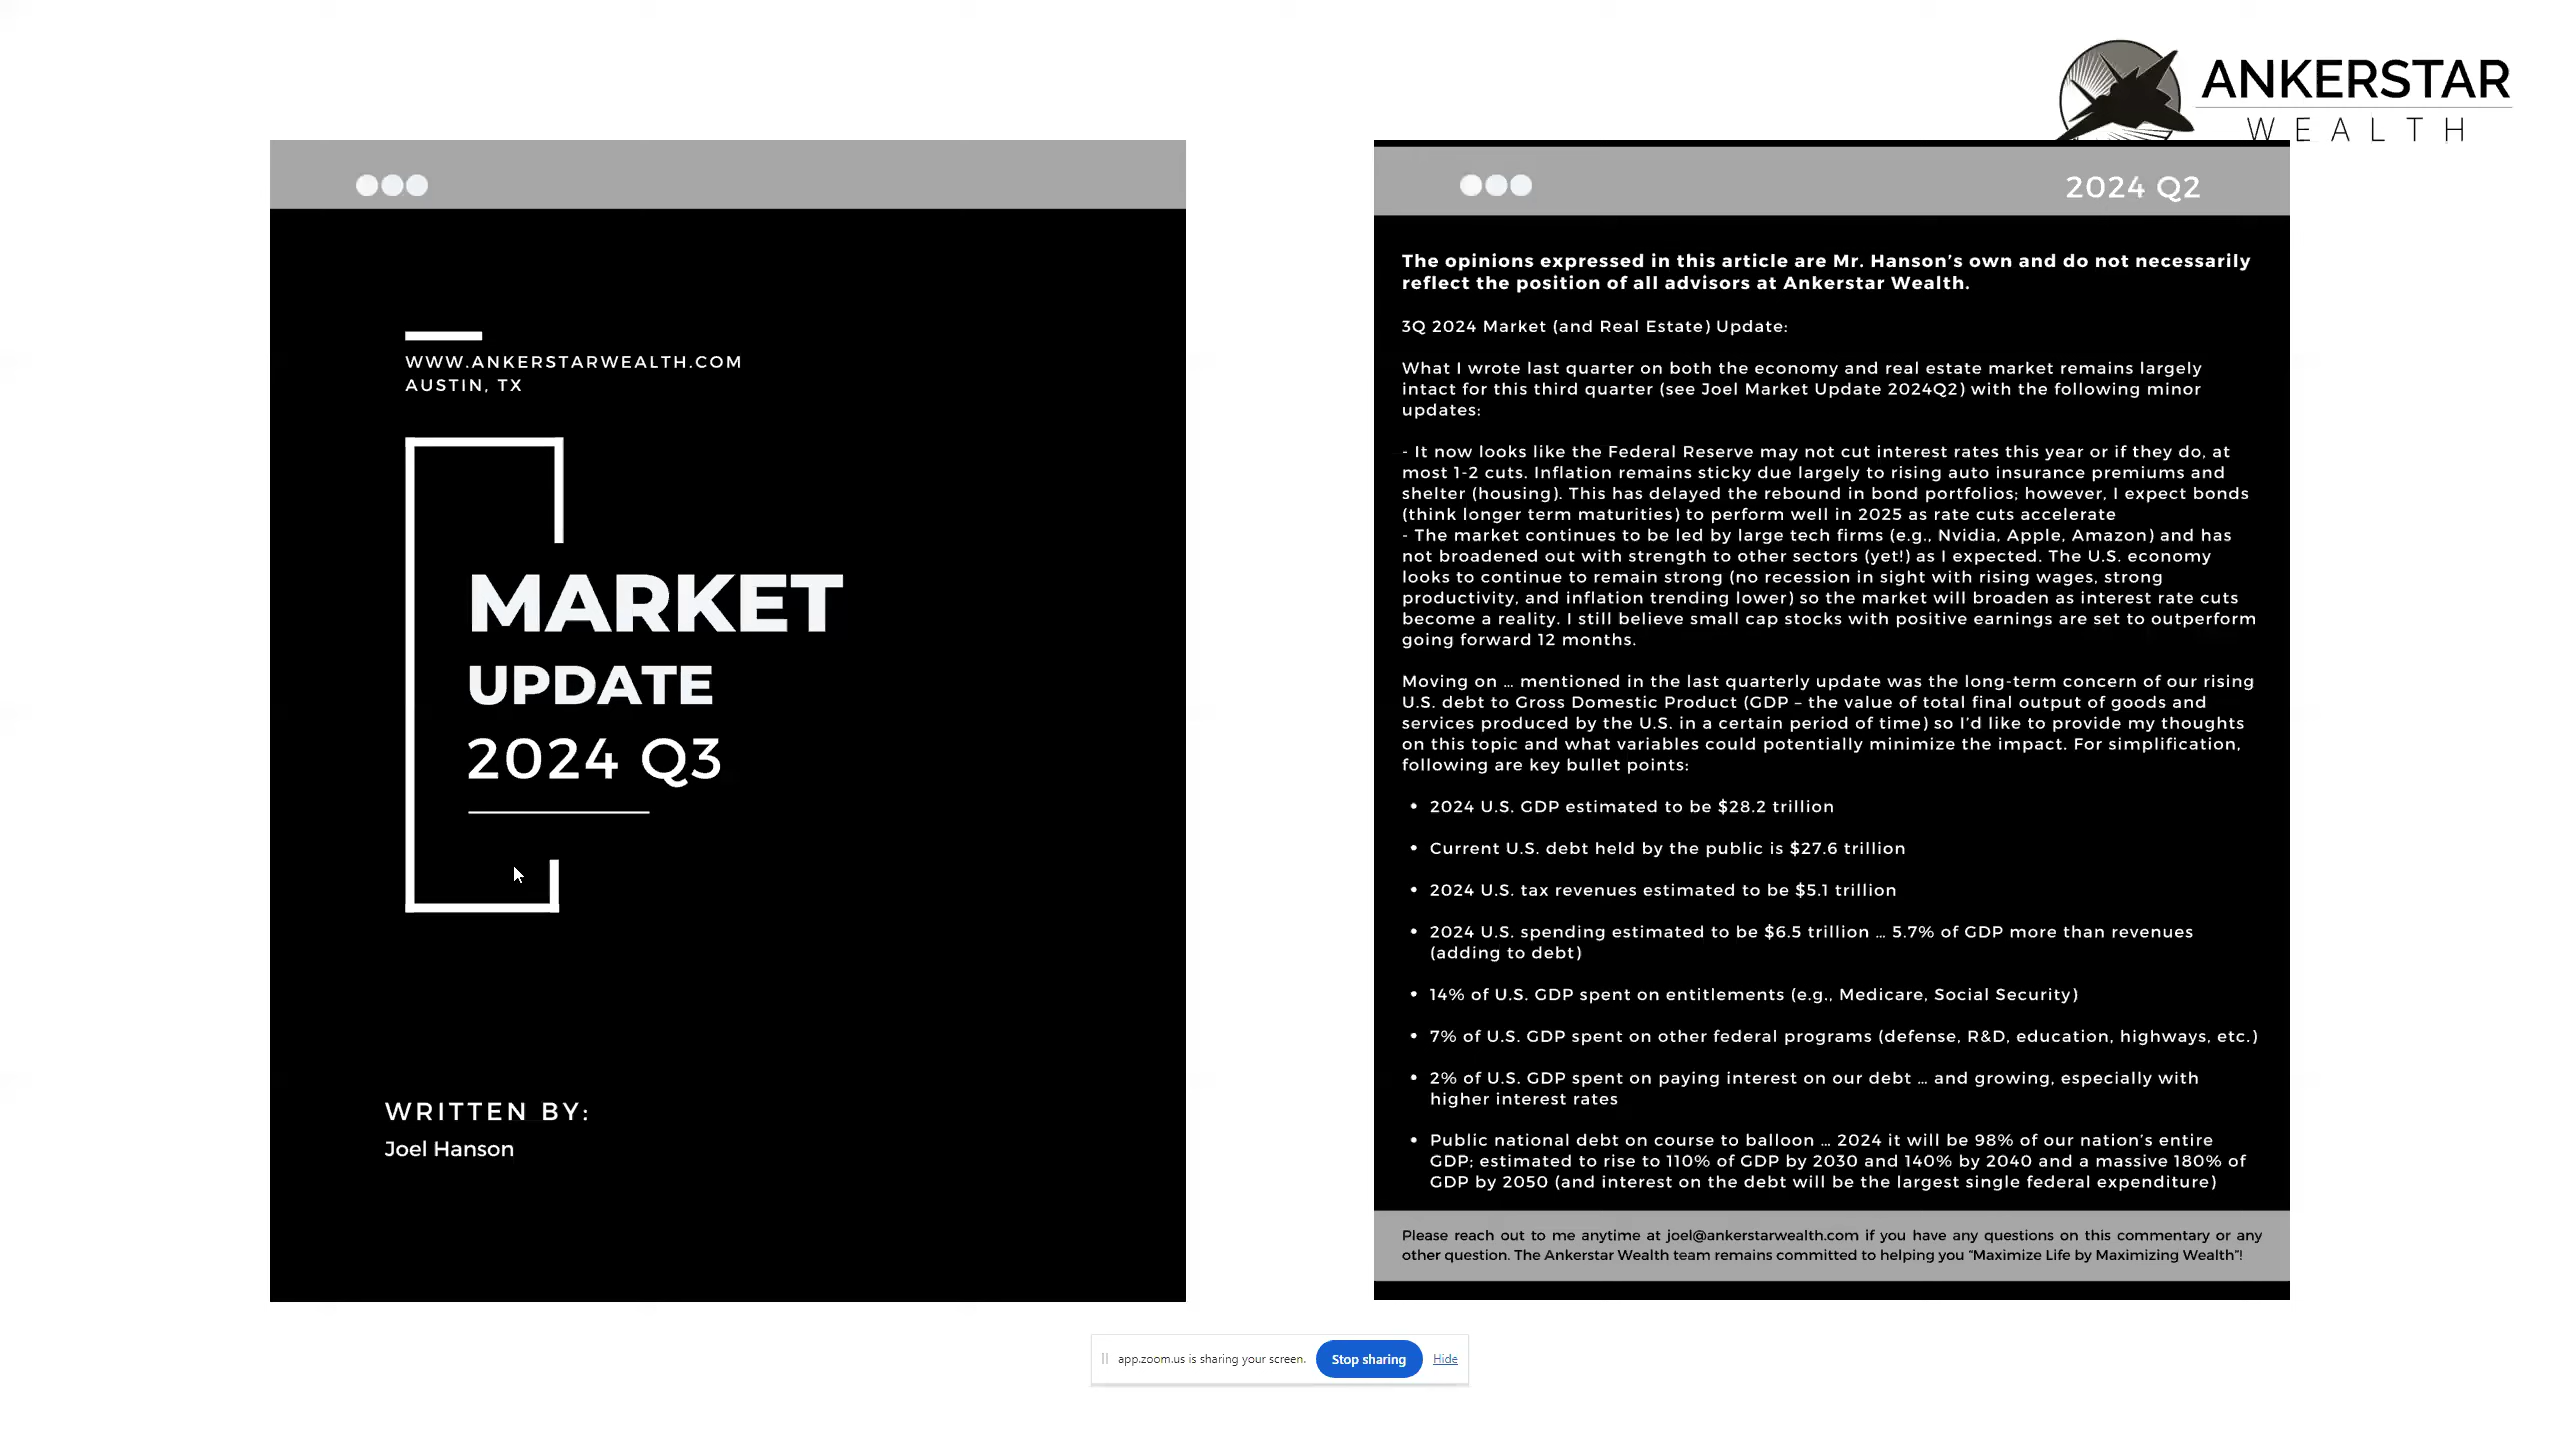 ANKERSTAR
WEALTH
WWW.ANKERSTARWEALTH.COM
AUSTIN, TX
MARKET
UPDATE
2024 Q3
WRITTEN BY:
Joel Hanson
2024 Q2
The opinions expressed in this article are Mr. Hanson's own and do not necessarily
reflect the position of all advisors at Ankerstar Wealth.
3Q 2024 Market (and Real Estate) Update:
What I wrote last quarter on both the economy and real estate market remains largely
intact for this third quarter (see Joel Market Update 2024Q2) with the following minor
updates:
- It now looks like the Federal Reserve may not cut interest rates this year or if they do, at
most 1-2 cuts. Inflation remains sticky due largely to rising auto insurance premiums and
shelter (housing). This has delayed the rebound in bond portfolios; however, I expect bonds
(think longer term maturities) to perform well in 2025 as rate cuts accelerate
- The market continues to be led by large tech firms (e.g., Nvidia, Apple, Amazon) and has
not broadened out with strength to other sectors (yet!) as I expected. The U.S. economy
looks to continue to remain strong (no recession in sight with rising wages, strong
productivity, and inflation trending lower) so the market will broaden as interest rate cuts
become a reality. I still believe small cap stocks with positive earnings are set to outperform
going forward 12 months.
Moving on … mentioned in the last quarterly update was the long-term concern of our rising
U.S. debt to Gross Domestic Product (GDP – the value of total final output of goods and
services produced by the U.S. in a certain period of time) so I'd like to provide my thoughts
on this topic and what variables could potentially minimize the impact. For simplification,
following are key bullet points:
• 2024 U.S. GDP estimated to be $28.2 trillion
• Current U.S. debt held by the public is $27.6 trillion
• 2024 U.S. tax revenues estimated to be $5.1 trillion
• 2024 U.S. spending estimated to be $6.5 trillion … 5.7% of GDP more than revenues
(adding to debt)
• 14% of U.S. GDP spent on entitlements (e.g., Medicare, Social Security)
• 7% of U.S. GDP spent on other federal programs (defense, R&D, education, highways, etc.)
• 2% of U.S. GDP spent on paying interest on our debt … and growing, especially with
higher interest rates
• Public national debt on course to balloon … 2024 it will be 98% of our nation's entire
GDP; estimated to rise to 110% of GDP by 2030 and 140% by 2040 and a massive 180% of
GDP by 2050 (and interest on the debt will be the largest single federal expenditure)
Please reach out to me anytime at joel@ankerstarwealth.com if you have any questions on this commentary or any
other question. The Ankerstar Wealth team remains committed to helping you "Maximize Life by Maximizing Wealth"!
app.zoom.us is sharing your screen.
Stop sharing
Hide